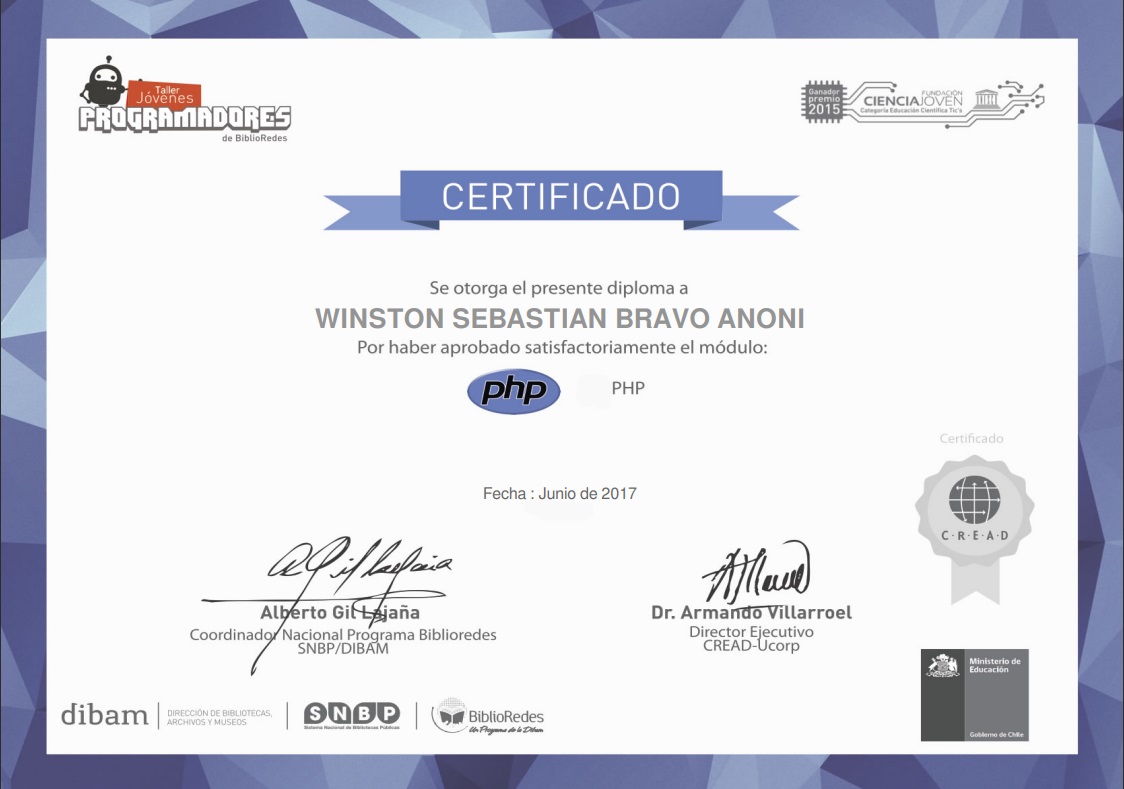 Taller
Jóvenes
PROGRAMADORES
de BiblioRedes
Ganador
premio
2015
FUNDACIÓN
CIENCIAJOVEN
Categoría Educación Científica Tic's
CERTIFICADO
Se otorga el presente diploma a
WINSTON SEBASTIAN BRAVO ANONI
Por haber aprobado satisfactoriamente el módulo:
php
PHP
Certificado
C·R·E·A·D
Fecha : Junio de 2017
Alberto Gil Lajaña
Coordinador Nacional Programa Biblioredes
SNBP/DIBAM
Dr. Armando Villarroel
Director Ejecutivo
CREAD-Ucorp
Ministerio de
Educación
Gobierno de Chile
dibam
DIRECCIÓN DE BIBLIOTECAS,
ARCHIVOS Y MUSEOS
SNBP
Sistema Nacional de Bibliotecas Públicas
BiblioRedes
Un Programa de la Dibam